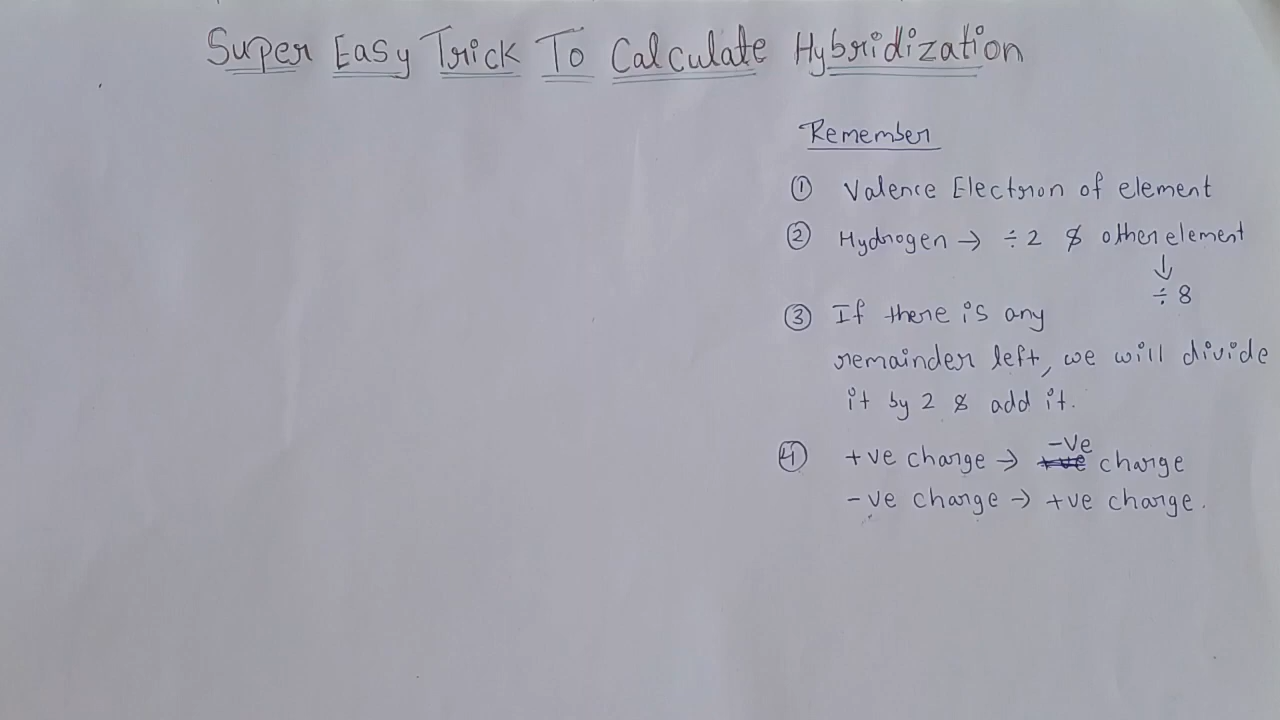 Super Easy Trick To Calculate Hybridization
Remember
① Valence Electron of element
② Hydrogen → ÷ 2 & other element
↓
÷ 8
③ If there is any
remainder left, we will divide
it by 2 & add it.
④ +ve charge → -ve charge
-ve charge → +ve charge.